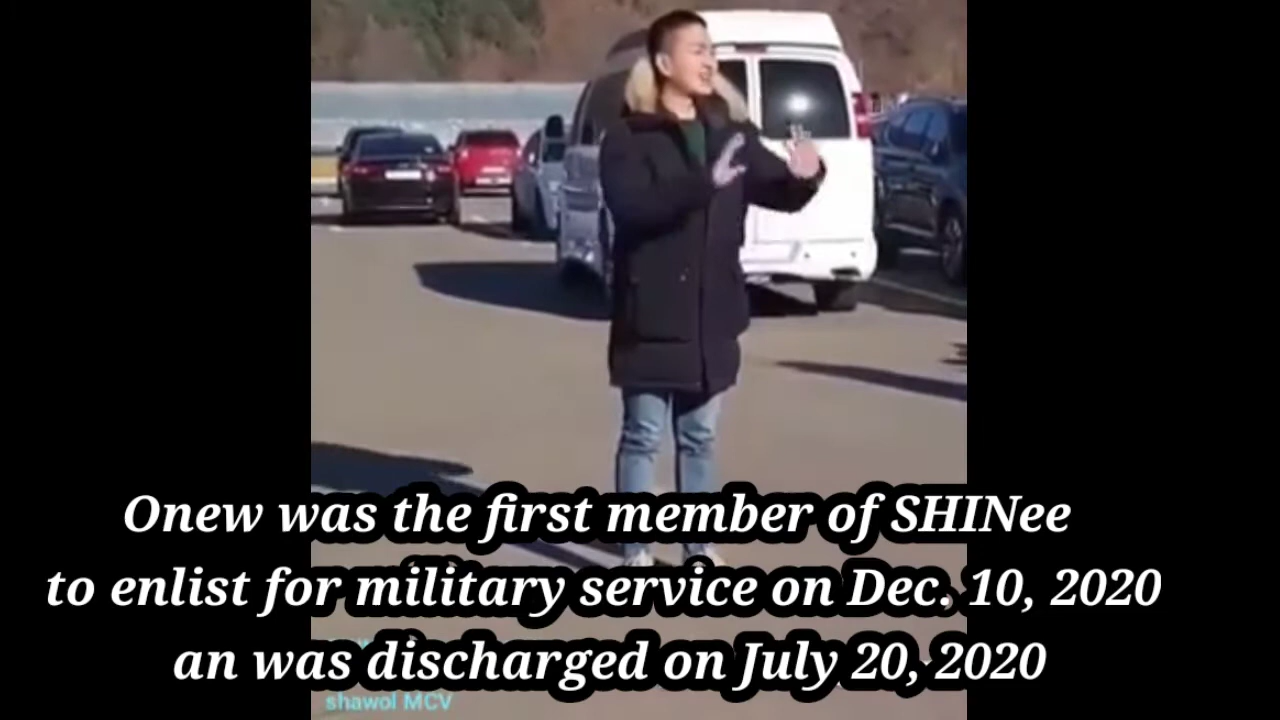 Onew was the first member of SHINee
to enlist for military service on Dec. 10, 2020
an was discharged on July 20, 2020
shawol MCV